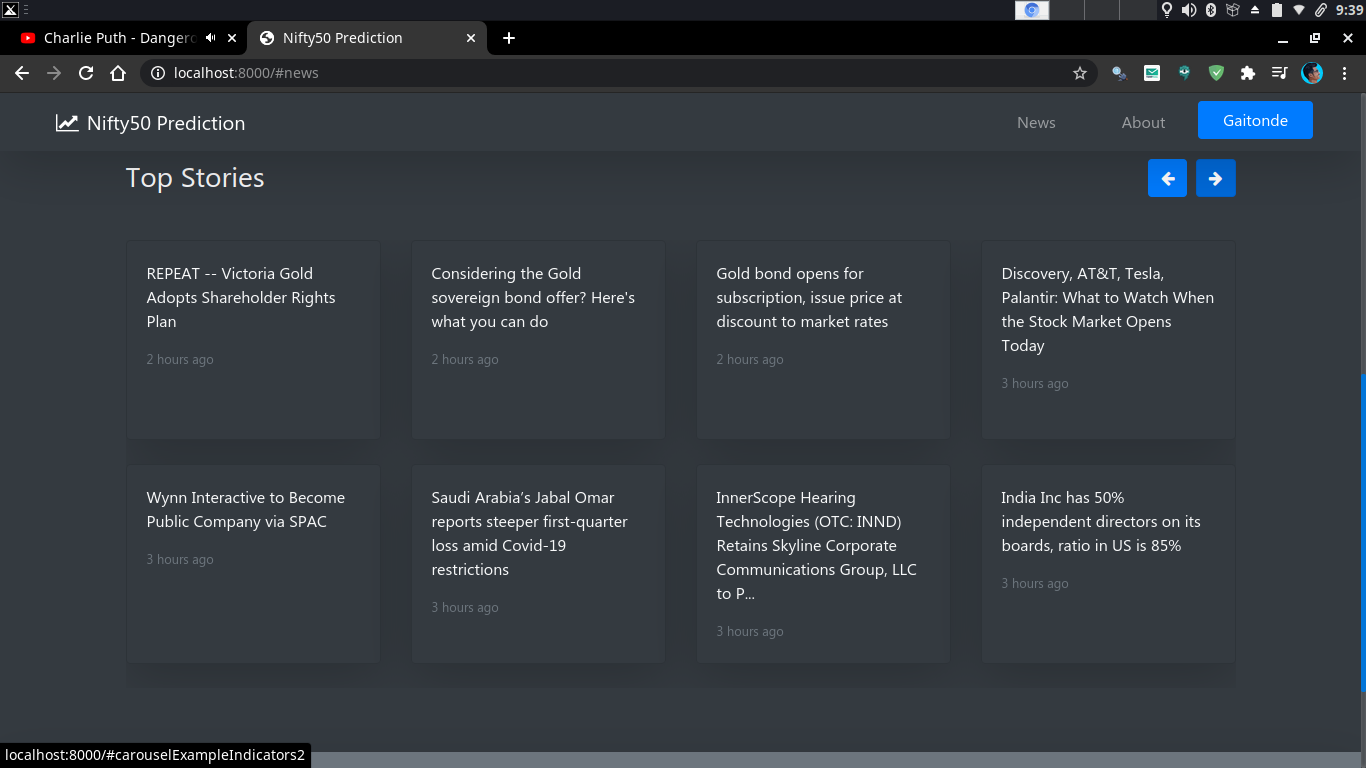 9:39
Charlie Puth - Dangero
Nifty50 Prediction
localhost:8000/#news
Nifty50 Prediction
News
About
Gaitonde
Top Stories
REPEAT -- Victoria Gold
Adopts Shareholder Rights
Plan
2 hours ago
Considering the Gold
sovereign bond offer? Here's
what you can do
2 hours ago
Gold bond opens for
subscription, issue price at
discount to market rates
2 hours ago
Discovery, AT&T, Tesla,
Palantir: What to Watch When
the Stock Market Opens
Today
3 hours ago
Wynn Interactive to Become
Public Company via SPAC
3 hours ago
Saudi Arabia’s Jabal Omar
reports steeper first-quarter
loss amid Covid-19
restrictions
3 hours ago
InnerScope Hearing
Technologies (OTC: INND)
Retains Skyline Corporate
Communications Group, LLC
to P...
3 hours ago
India Inc has 50%
independent directors on its
boards, ratio in US is 85%
3 hours ago
localhost:8000/#carouselExampleIndicators2